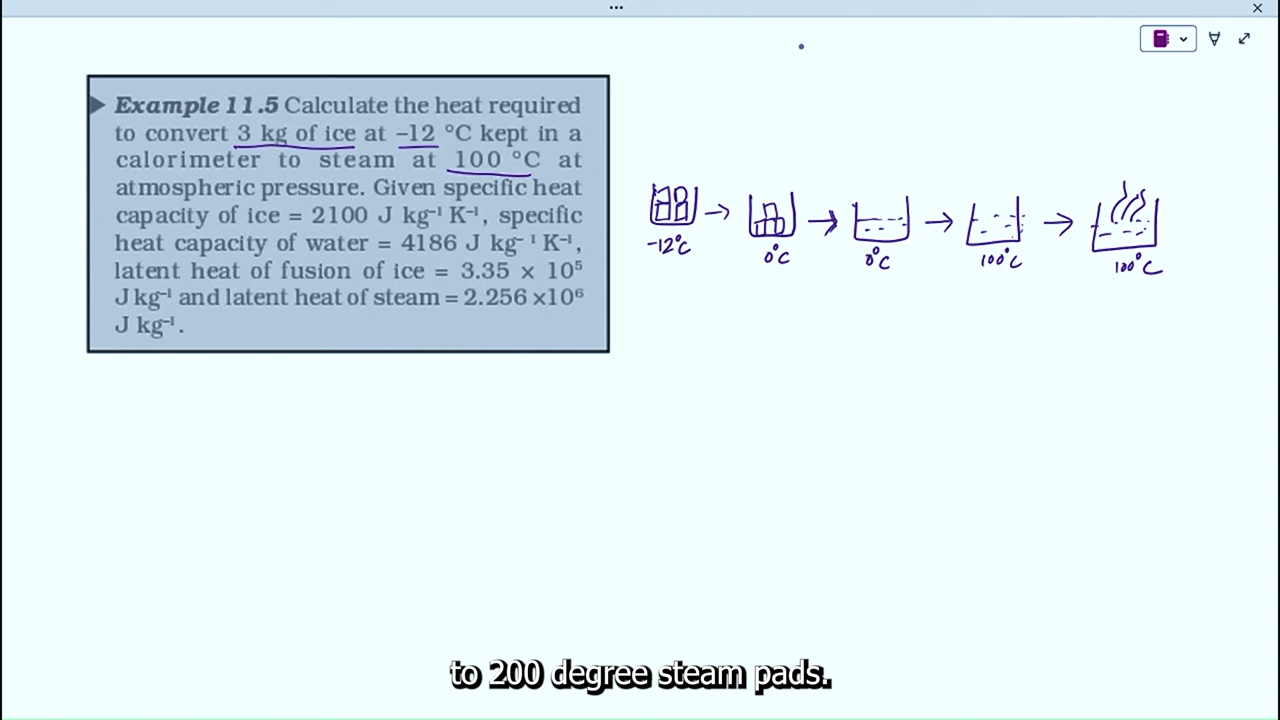 Example 11.5 Calculate the heat required
to convert 3 kg of ice at –12 °C kept in a
calorimeter to steam at 100 °C at
atmospheric pressure. Given specific heat
capacity of ice = 2100 J kg⁻¹ K⁻¹, specific
heat capacity of water = 4186 J kg⁻¹ K⁻¹,
latent heat of fusion of ice = 3.35 × 10⁵
J kg⁻¹ and latent heat of steam = 2.256 ×10⁶
J kg⁻¹.
-12°C → 0°C → 0°C → 100°C → 100°C
to 200 degree steam pads.